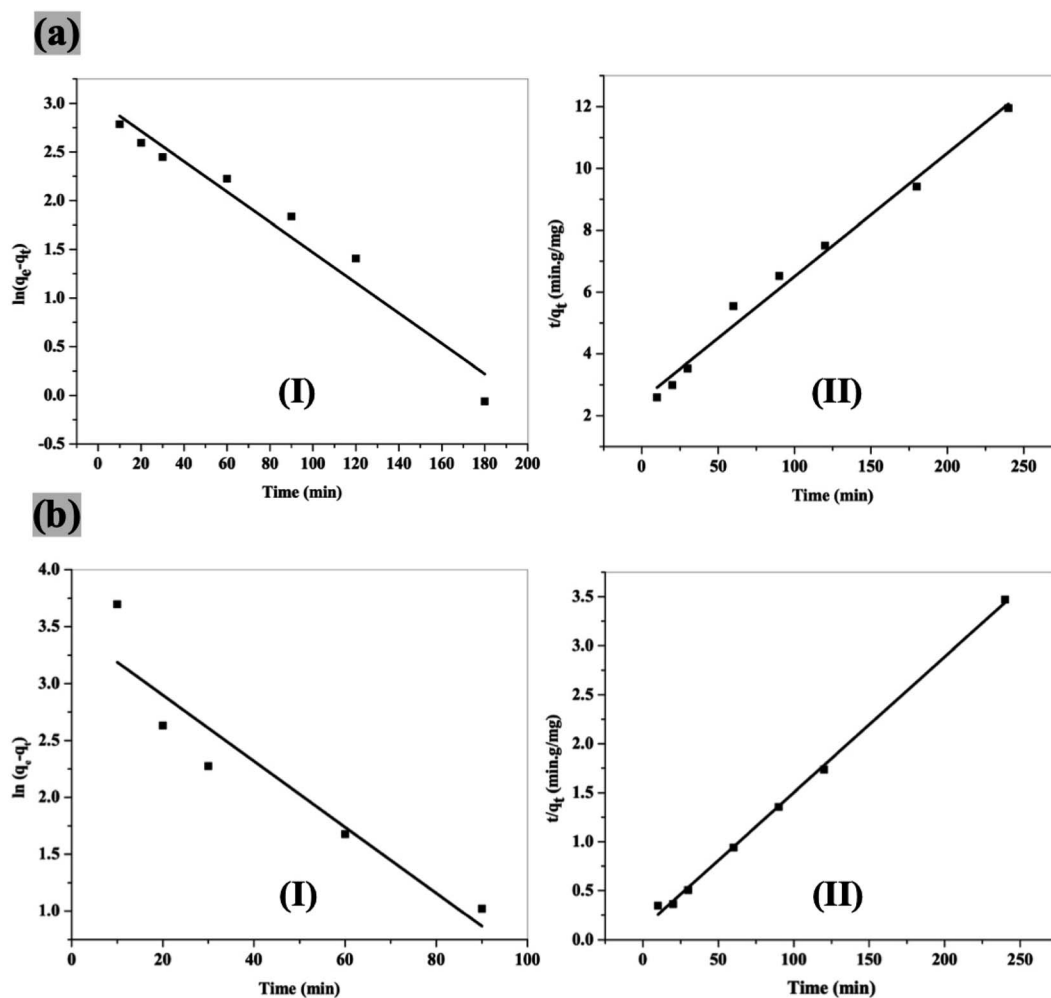 (a)
3.0
2.5
2.0
1.5
1.0
0.5
0.0
-0.5
ln(qe-qt)
(I)
0 20 40 60 80 100 120 140 160 180 200
Time (min)
12
10
8
6
4
2
t/qt (min.g/mg)
(II)
0 50 100 150 200 250
Time (min)
(b)
4.0
3.5
3.0
2.5
2.0
1.5
1.0
ln (qe-qt)
(I)
0 20 40 60 80 100
Time (min)
3.5
3.0
2.5
2.0
1.5
1.0
0.5
0.0
t/qt (min.g/mg)
(II)
0 50 100 150 200 250
Time (min)